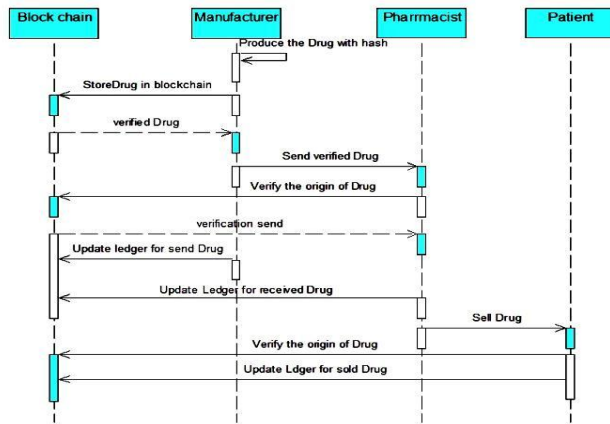 Block chain
Manufacturer
Pharrmacist
Patient
Produce the Drug with hash
StoreDrug in blockchain
verified Drug
Send verified Drug
Verify the origin of Drug
verification send
Update ledger for send Drug
Update Ledger for received Drug
Sell Drug
Verify the origin of Drug
Update Ldger for sold Drug